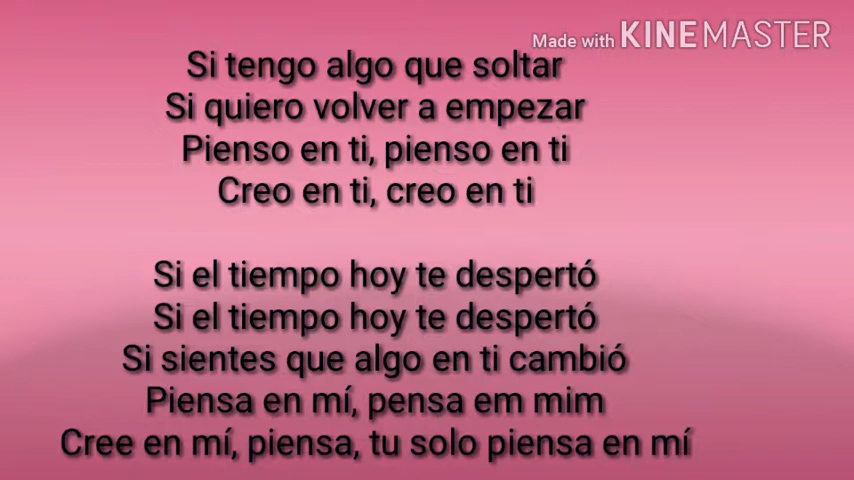 Made with KINEMASTER
Si tengo algo que soltar
Si quiero volver a empezar
Pienso en ti, pienso en ti
Creo en ti, creo en ti
Si el tiempo hoy te despertó
Si el tiempo hoy te despertó
Si sientes que algo en ti cambió
Piensa en mí, pensa em mim
Cree en mí, piensa, tu solo piensa en mí